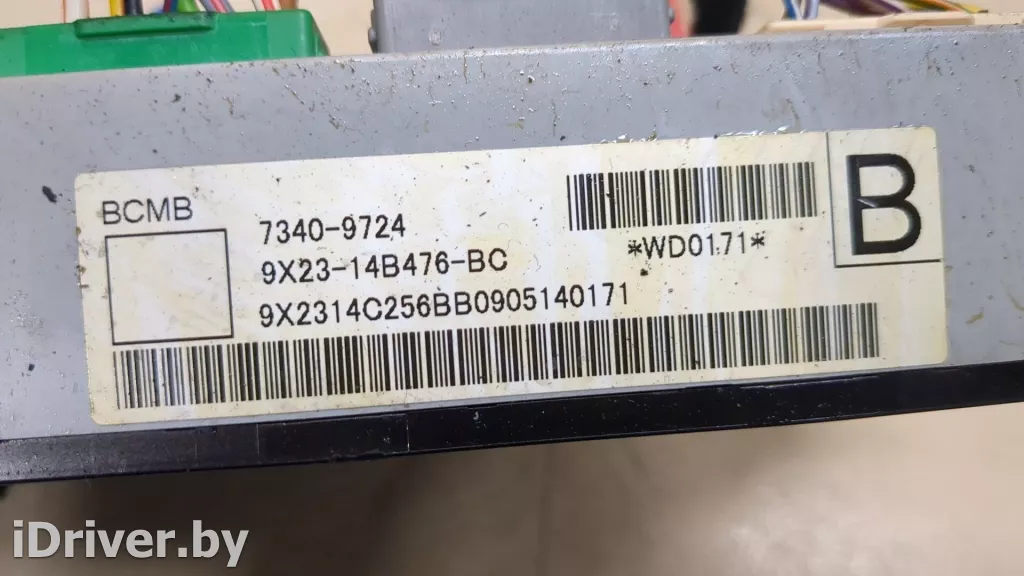 BCMB
7340-9724
9X23-14B476-BC
9X2314C256BB0905140171
*WD0171*
B
iDriver.by